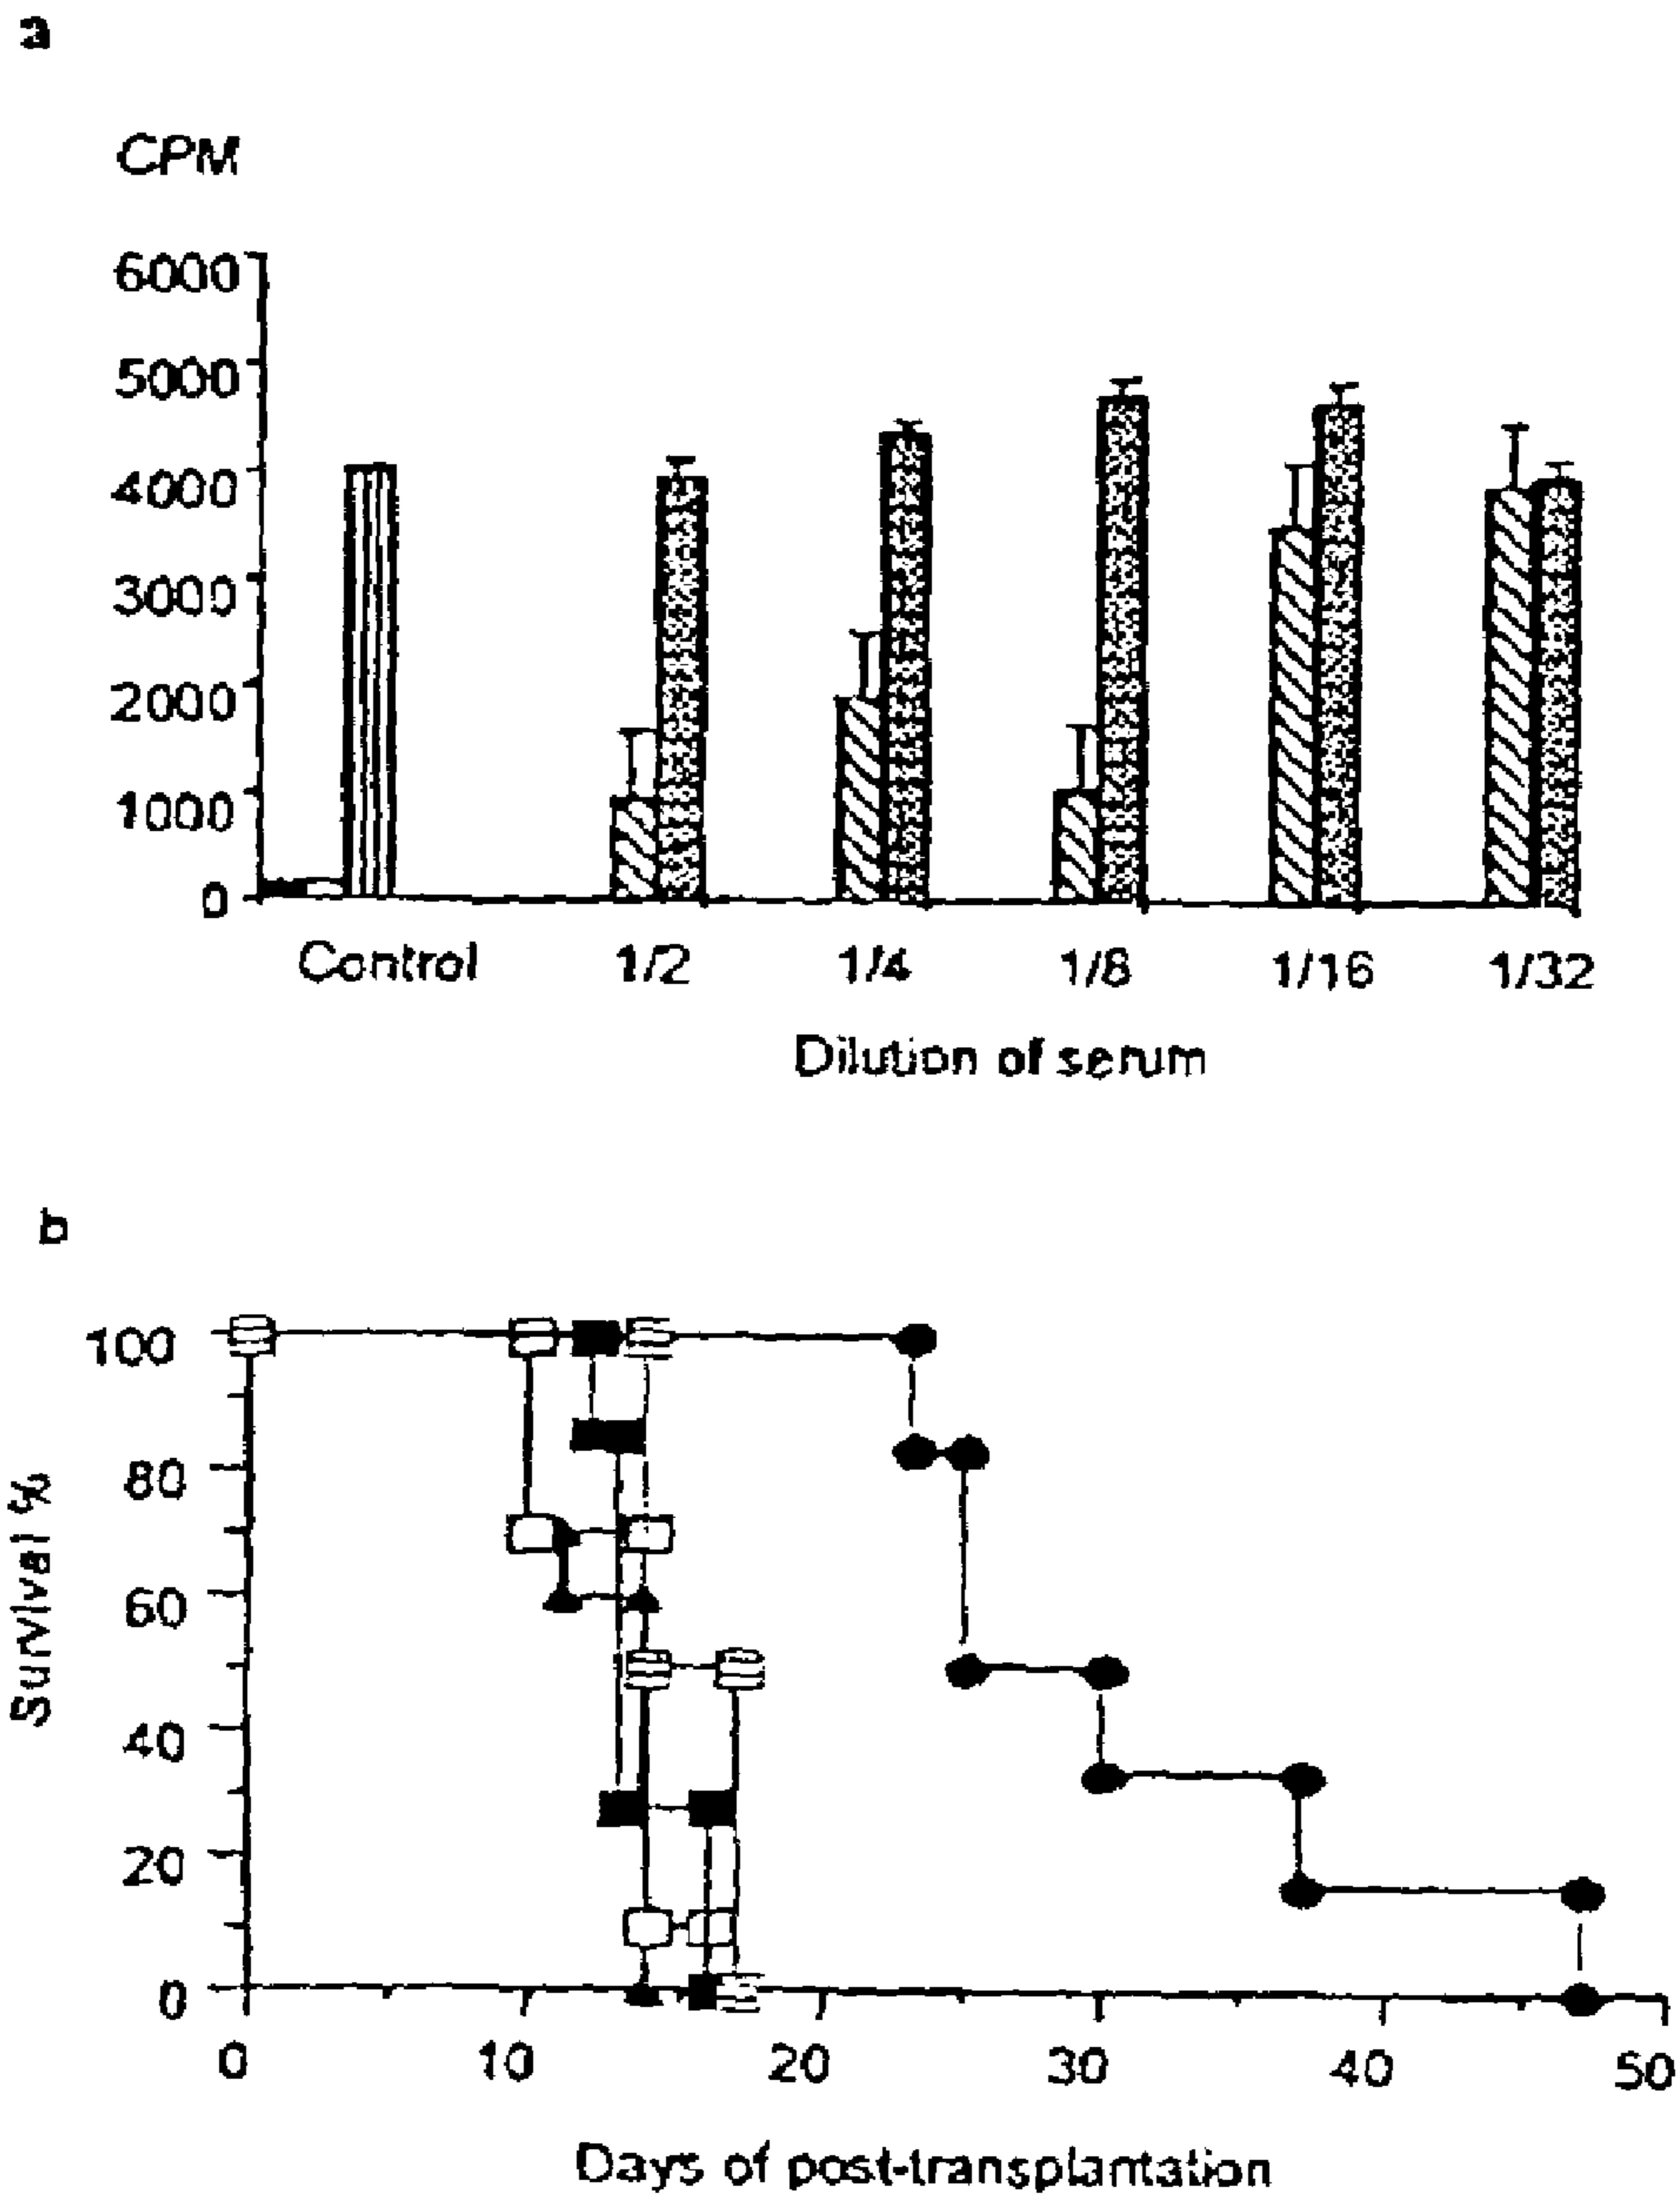 a
CPM
6000
5000
4000
3000
2000
1000
0
Control 1/2 1/4 1/8 1/16 1/32
Dilution of serum
b
Survival %
100
80
60
40
20
0
0 10 20 30 40 50
Days of post-transplantation